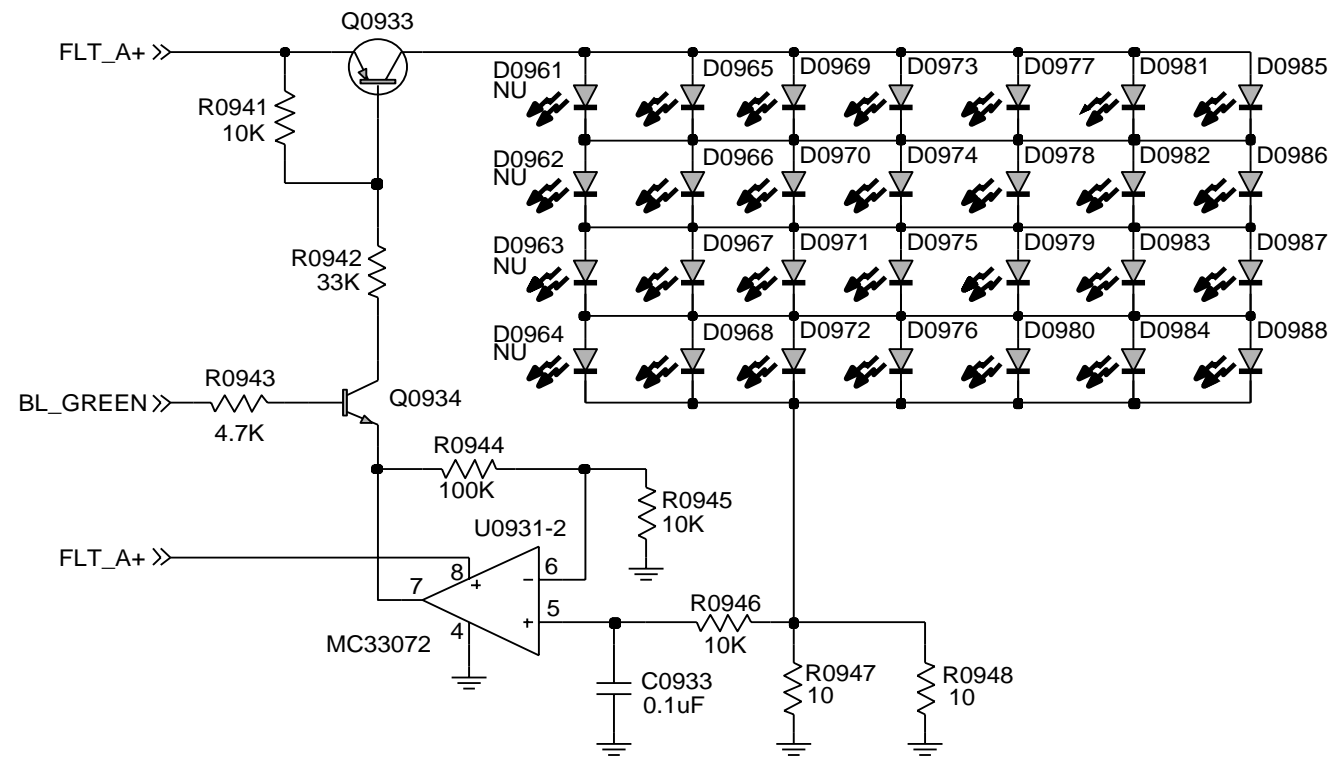 Q0933
FLT_A+
R0941
10K
D0961
NU
D0965
D0969
D0973
D0977
D0981
D0985
D0962
NU
D0966
D0970
D0974
D0978
D0982
D0986
R0942
33K
D0963
NU
D0967
D0971
D0975
D0979
D0983
D0987
D0964
NU
D0968
D0972
D0976
D0980
D0984
D0988
R0943
BL_GREEN
4.7K
Q0934
R0944
100K
R0945
10K
U0931-2
FLT_A+
8
+
6
−
7
5
+
4
MC33072
R0946
10K
C0933
0.1uF
R0947
10
R0948
10